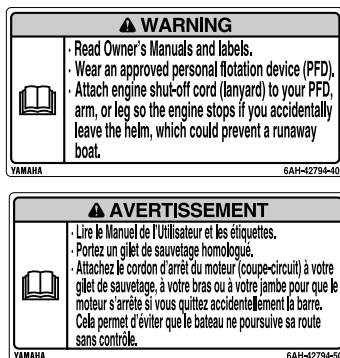 WARNING
· Read Owner's Manuals and labels.
· Wear an approved personal flotation device (PFD).
· Attach engine shut-off cord (lanyard) to your PFD,
arm, or leg so the engine stops if you accidentally
leave the helm, which could prevent a runaway
boat.
YAMAHA 6AH-42794-40
AVERTISSEMENT
· Lire le Manuel de l'Utilisateur et les étiquettes.
· Portez un gilet de sauvetage homologué.
· Attachez le cordon d'arrêt du moteur (coupe-circuit) à votre
gilet de sauvetage, à votre bras ou à votre jambe pour que le
moteur s'arrête si vous quittez accidentellement la barre.
Cela permet d'éviter que le bateau ne poursuive sa route
sans contrôle.
YAMAHA 6AH-42794-50